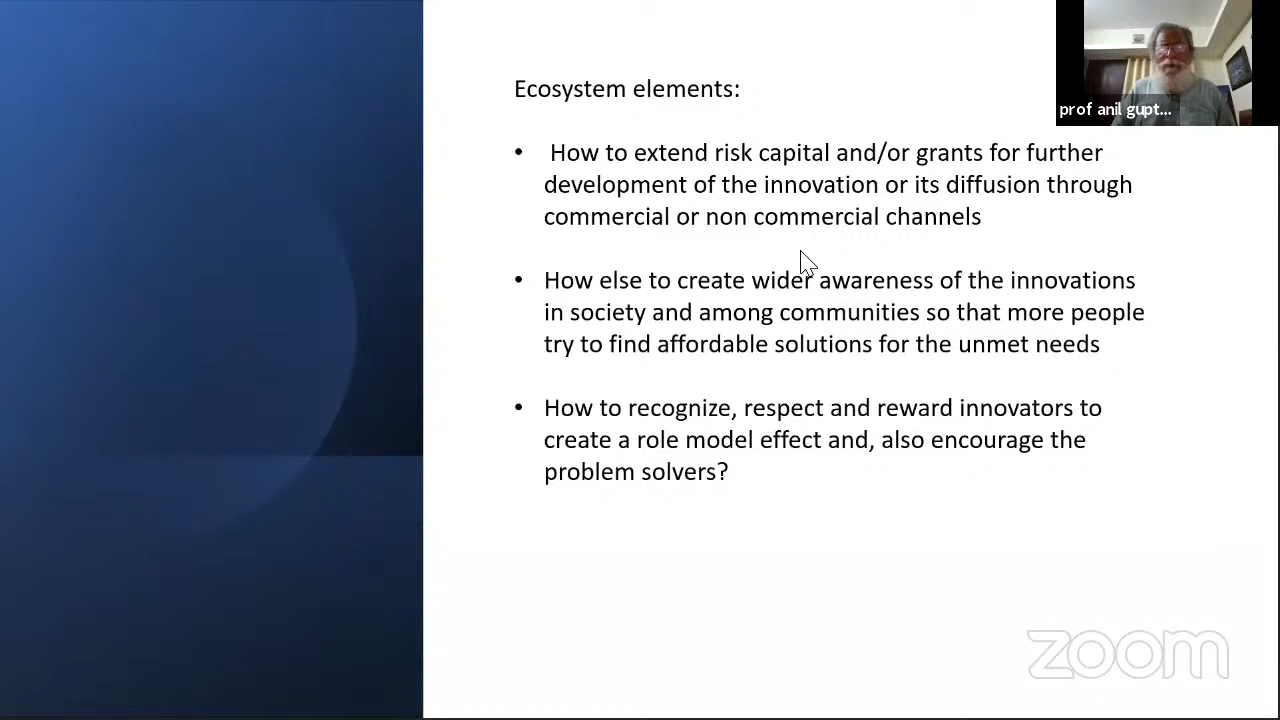 Ecosystem elements:
• How to extend risk capital and/or grants for further
development of the innovation or its diffusion through
commercial or non commercial channels
• How else to create wider awareness of the innovations
in society and among communities so that more people
try to find affordable solutions for the unmet needs
• How to recognize, respect and reward innovators to
create a role model effect and, also encourage the
problem solvers?
prof anil gupt...
zoom